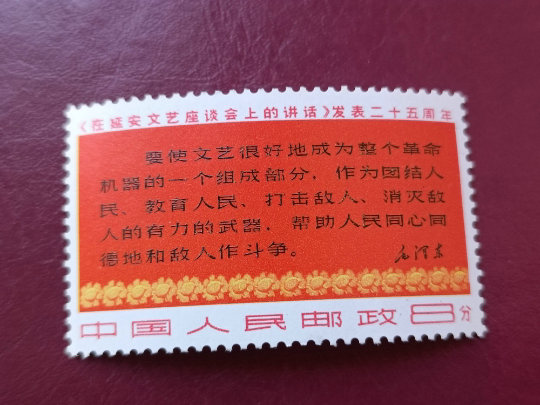 《在延安文艺座谈会上的讲话》发表二十五周年
要使文艺很好地成为整个革命
机器的一个组成部分，作为团结人
民、教育人民、打击敌人、消灭敌
人的有力的武器，帮助人民同心同
德地和敌人作斗争。
毛泽东
中国人民邮政8分